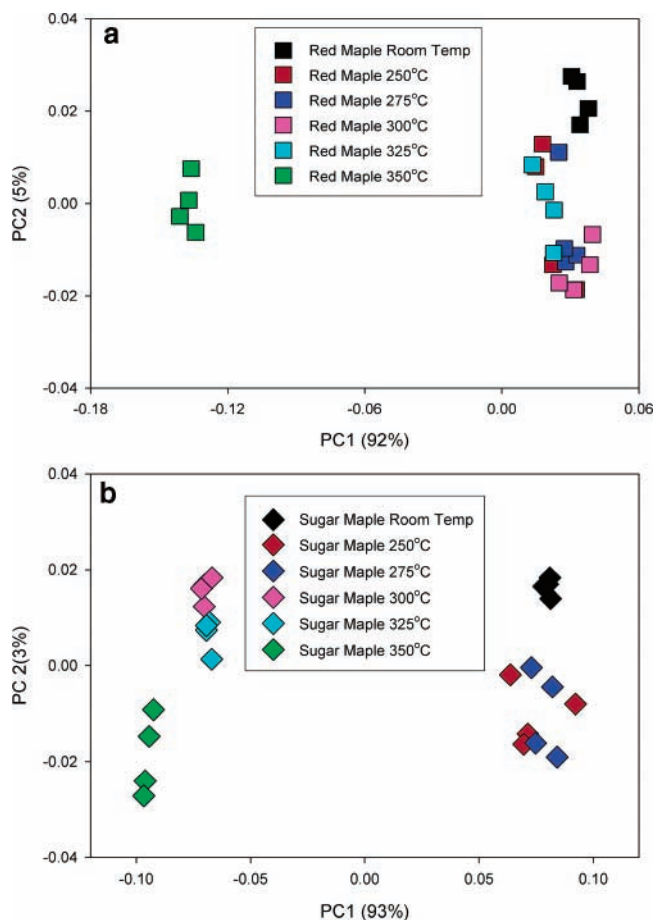 a
0.04
0.02
0.00
-0.02
-0.04
PC2 (5%)
Red Maple Room Temp
Red Maple 250°C
Red Maple 275°C
Red Maple 300°C
Red Maple 325°C
Red Maple 350°C
-0.18 -0.12 -0.06 0.00 0.06
PC1 (92%)
b
0.04
0.02
0.00
-0.02
-0.04
PC 2(3%)
Sugar Maple Room Temp
Sugar Maple 250°C
Sugar Maple 275°C
Sugar Maple 300°C
Sugar Maple 325°C
Sugar Maple 350°C
-0.10 -0.05 0.00 0.05 0.10
PC1 (93%)